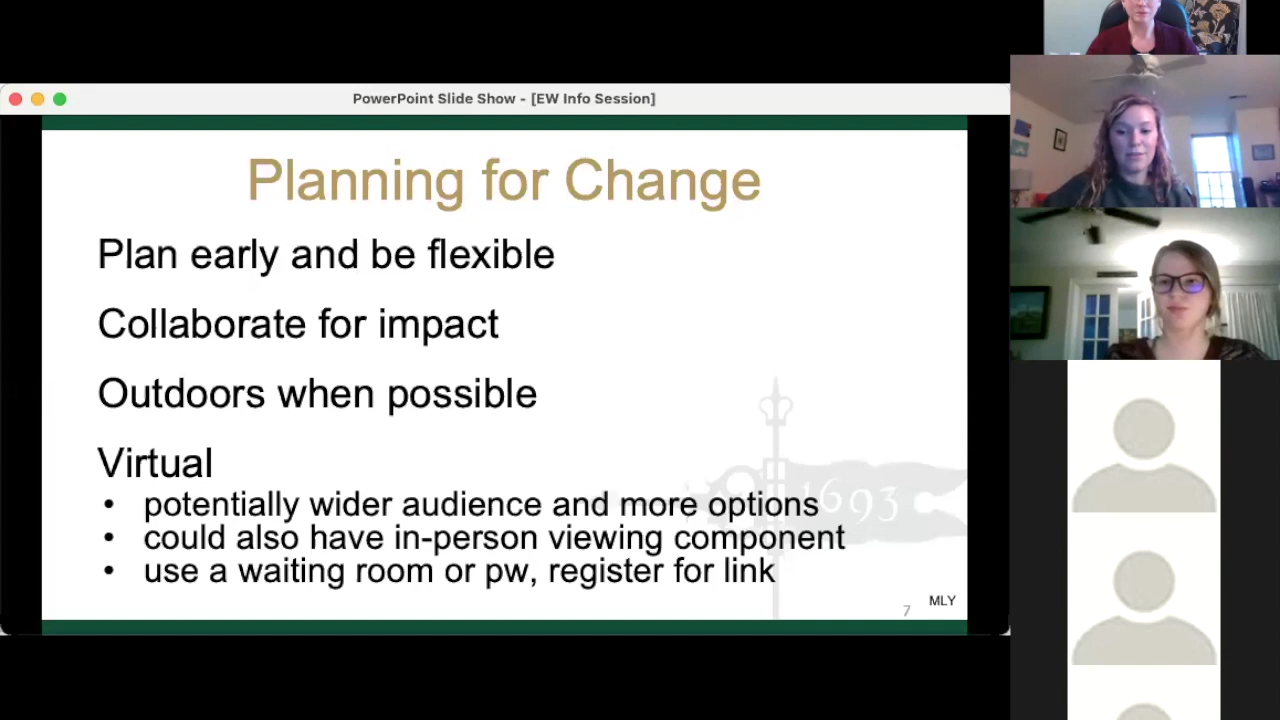 PowerPoint Slide Show - [EW Info Session]
Planning for Change
Plan early and be flexible
Collaborate for impact
Outdoors when possible
Virtual
• potentially wider audience and more options
• could also have in-person viewing component
• use a waiting room or pw, register for link
1693
MLY
7